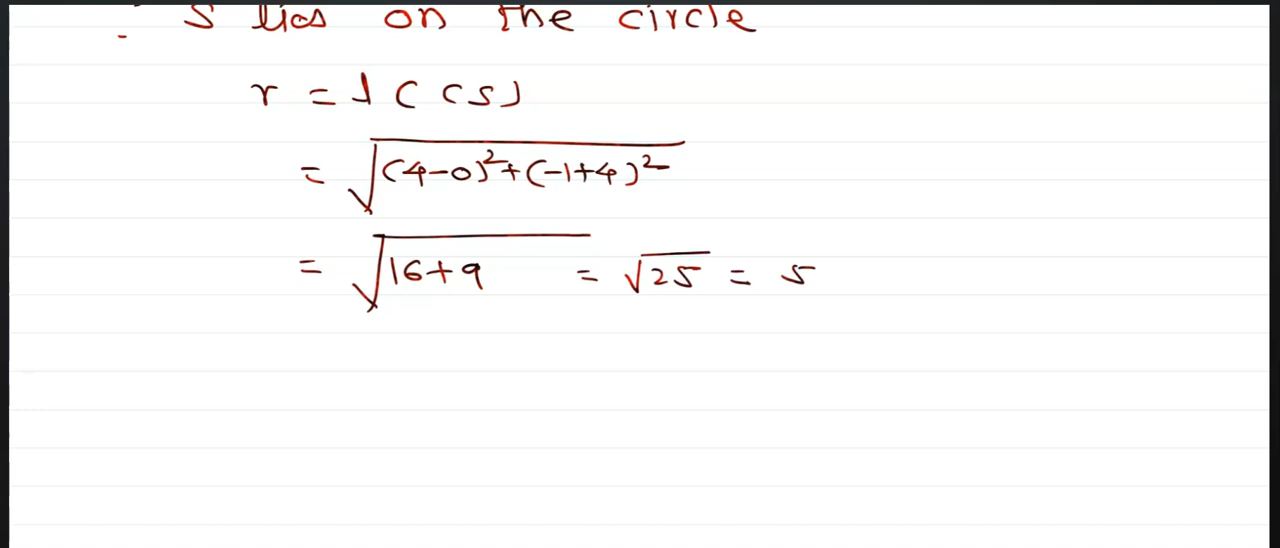 ∵ S lies on the circle
r = l(CS)
= √((4-0)²+(-1+4)²)
= √(16+9) = √25 = 5